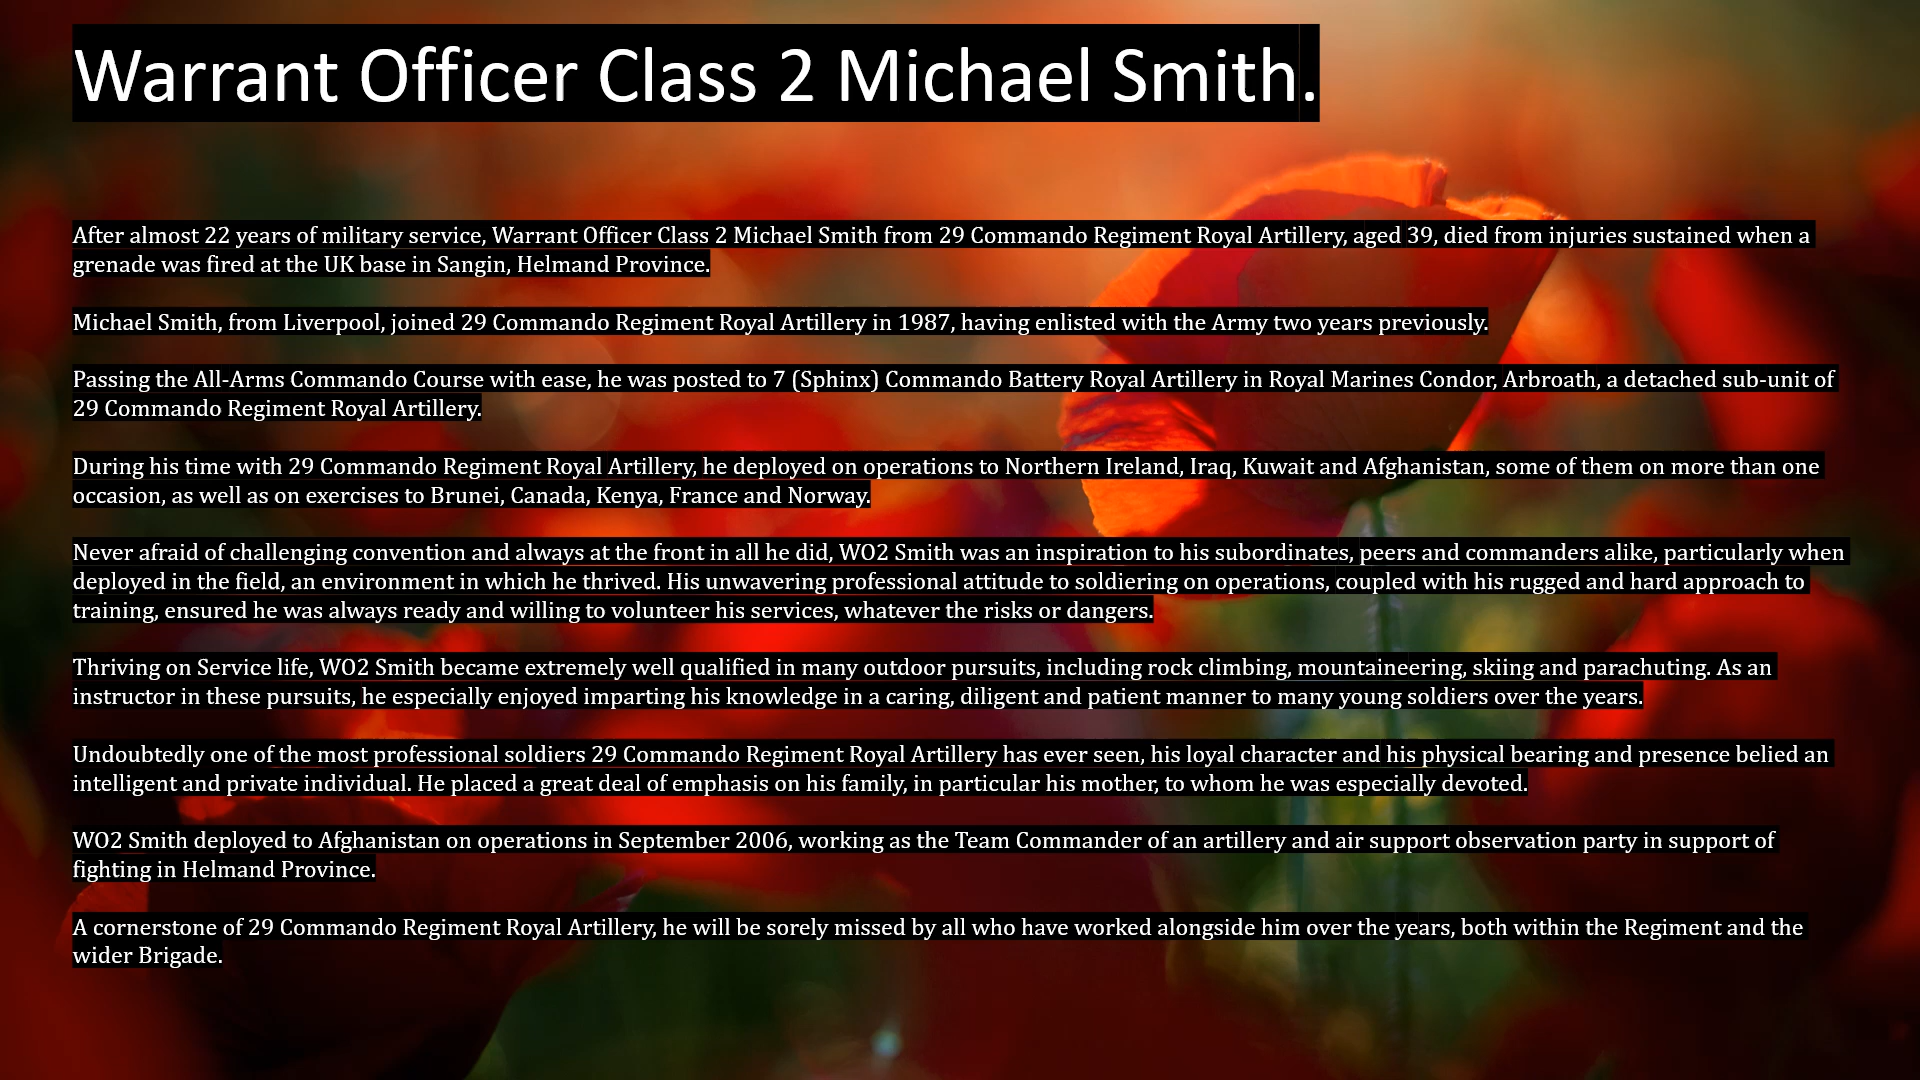 Warrant Officer Class 2 Michael Smith.
After almost 22 years of military service, Warrant Officer Class 2 Michael Smith from 29 Commando Regiment Royal Artillery, aged 39, died from injuries sustained when a
grenade was fired at the UK base in Sangin, Helmand Province.
Michael Smith, from Liverpool, joined 29 Commando Regiment Royal Artillery in 1987, having enlisted with the Army two years previously.
Passing the All-Arms Commando Course with ease, he was posted to 7 (Sphinx) Commando Battery Royal Artillery in Royal Marines Condor, Arbroath, a detached sub-unit of
29 Commando Regiment Royal Artillery.
During his time with 29 Commando Regiment Royal Artillery, he deployed on operations to Northern Ireland, Iraq, Kuwait and Afghanistan, some of them on more than one
occasion, as well as on exercises to Brunei, Canada, Kenya, France and Norway.
Never afraid of challenging convention and always at the front in all he did, WO2 Smith was an inspiration to his subordinates, peers and commanders alike, particularly when
deployed in the field, an environment in which he thrived. His unwavering professional attitude to soldiering on operations, coupled with his rugged and hard approach to
training, ensured he was always ready and willing to volunteer his services, whatever the risks or dangers.
Thriving on Service life, WO2 Smith became extremely well qualified in many outdoor pursuits, including rock climbing, mountaineering, skiing and parachuting. As an
instructor in these pursuits, he especially enjoyed imparting his knowledge in a caring, diligent and patient manner to many young soldiers over the years.
Undoubtedly one of the most professional soldiers 29 Commando Regiment Royal Artillery has ever seen, his loyal character and his physical bearing and presence belied an
intelligent and private individual. He placed a great deal of emphasis on his family, in particular his mother, to whom he was especially devoted.
WO2 Smith deployed to Afghanistan on operations in September 2006, working as the Team Commander of an artillery and air support observation party in support of
fighting in Helmand Province.
A cornerstone of 29 Commando Regiment Royal Artillery, he will be sorely missed by all who have worked alongside him over the years, both within the Regiment and the
wider Brigade.